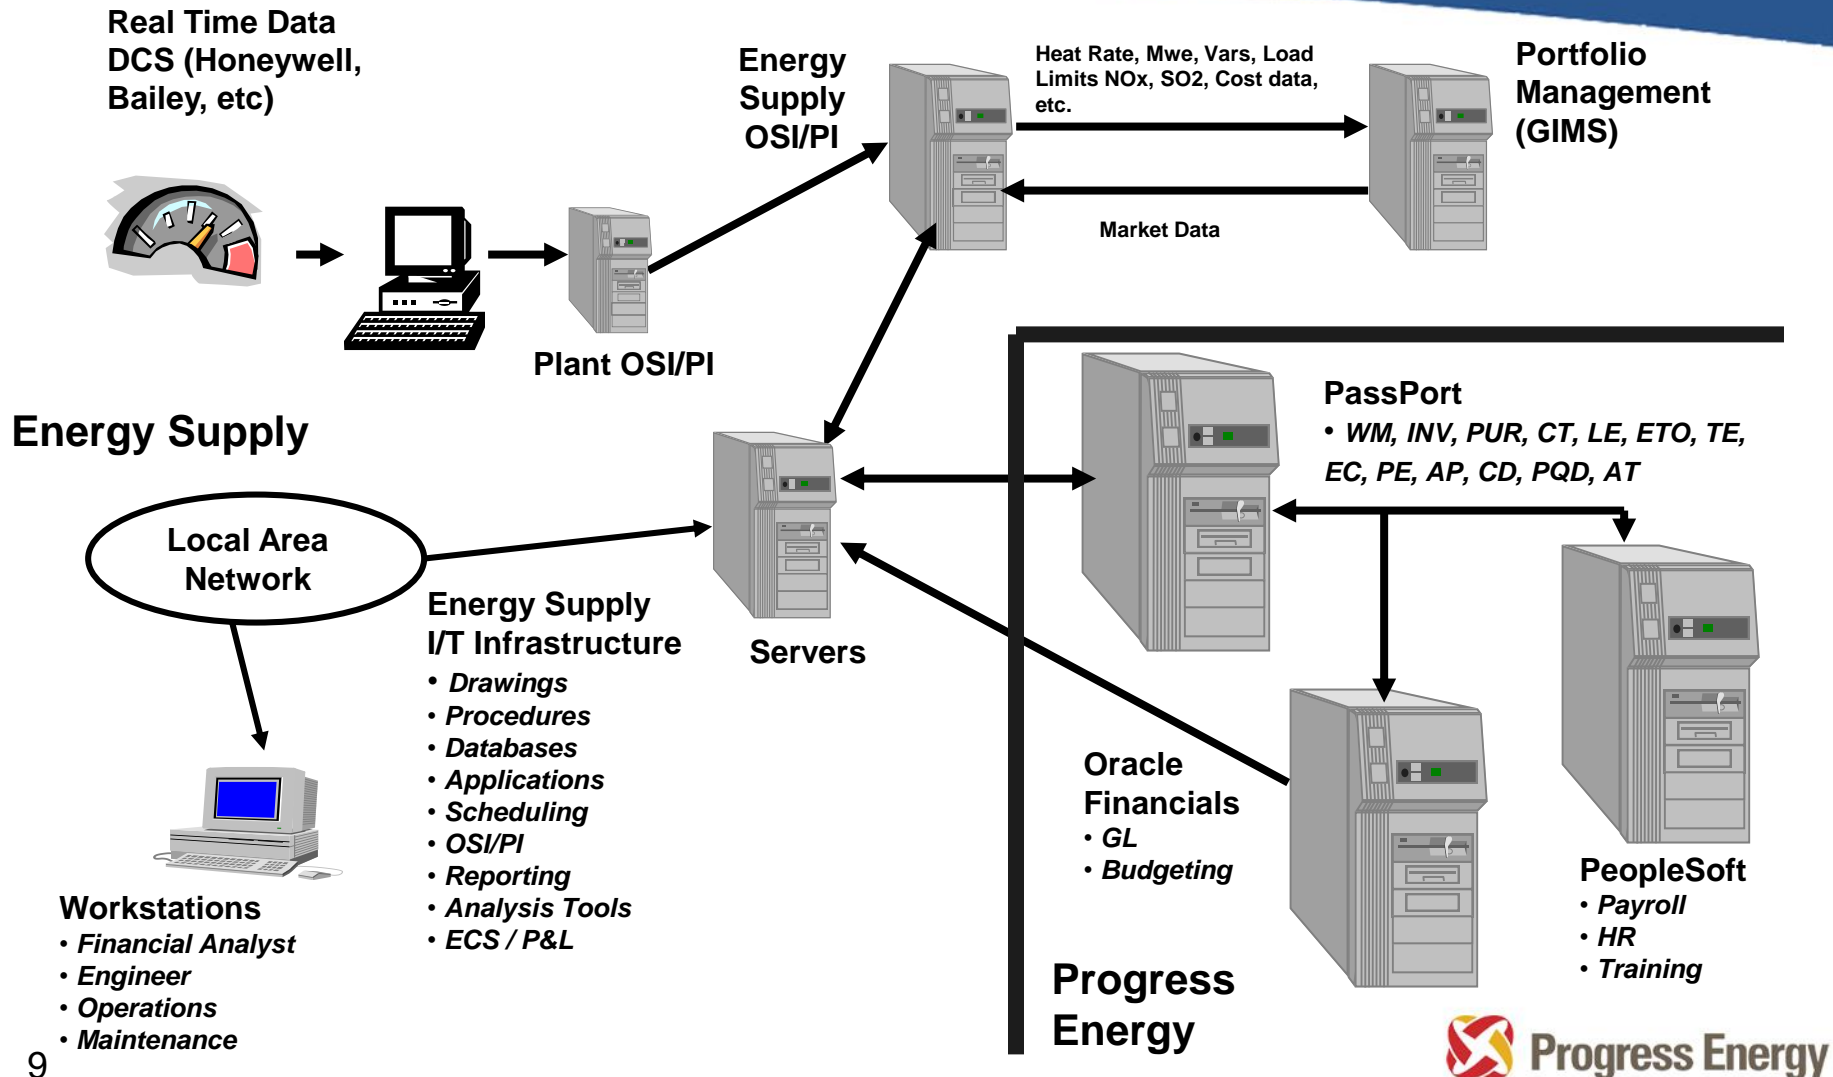 Real Time Data
DCS (Honeywell,
Bailey, etc)
Energy
Supply
OSI/PI
Heat Rate, Mwe, Vars, Load
Limits NOx, SO2, Cost data,
etc.
Portfolio
Management
(GIMS)
Market Data
Plant OSI/PI
Energy Supply
PassPort
• WM, INV, PUR, CT, LE, ETO, TE,
EC, PE, AP, CD, PQD, AT
Local Area
Network
Energy Supply
I/T Infrastructure
• Drawings
• Procedures
• Databases
• Applications
• Scheduling
• OSI/PI
• Reporting
• Analysis Tools
• ECS / P&L
Servers
Workstations
• Financial Analyst
• Engineer
• Operations
• Maintenance
Oracle
Financials
• GL
• Budgeting
PeopleSoft
• Payroll
• HR
• Training
Progress
Energy
Progress Energy
9